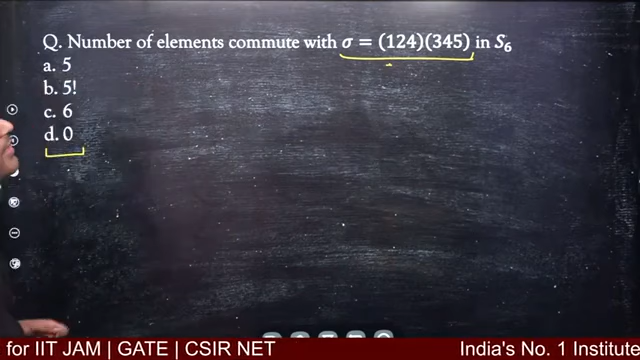 Q. Number of elements commute with σ = (124)(345) in S₆
a. 5
b. 5!
c. 6
d. 0
for IIT JAM | GATE | CSIR NET India's No. 1 Institute